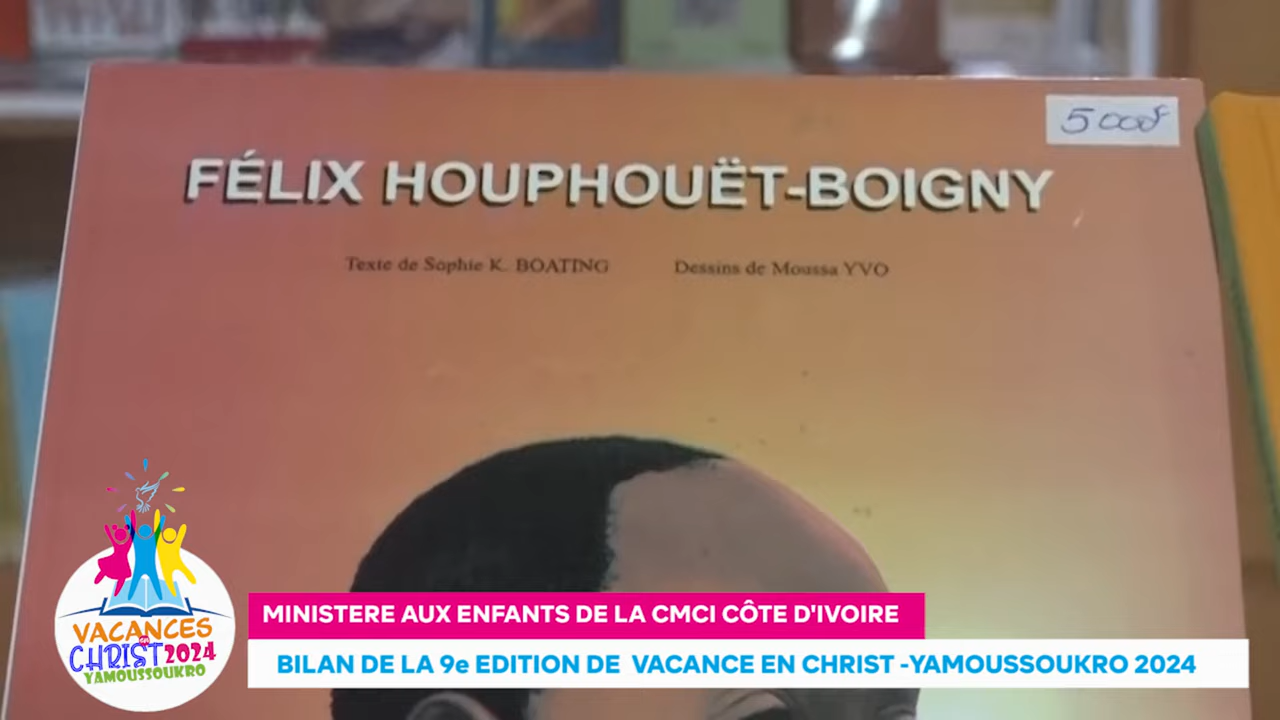 5000f
FÉLIX HOUPHOUËT-BOIGNY
Texte de Sophie K. BOATING Dessins de Moussa YVO
MINISTERE AUX ENFANTS DE LA CMCI CÔTE D'IVOIRE
BILAN DE LA 9e EDITION DE VACANCE EN CHRIST -YAMOUSSOUKRO 2024
VACANCES
en
CHRIST 2024
YAMOUSSOUKRO